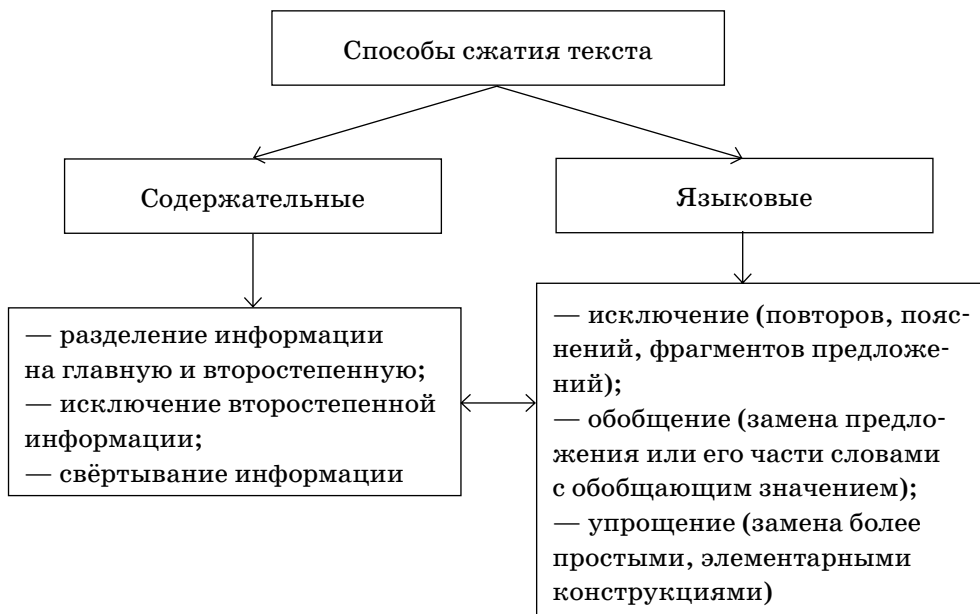 Способы сжатия текста
Содержательные
Языковые
— разделение информации
на главную и второстепенную;
— исключение второстепенной
информации;
— свёртывание информации
— исключение (повторов, пояс-
нений, фрагментов предложе-
ний);
— обобщение (замена предло-
жения или его части словами
с обобщающим значением);
— упрощение (замена более
простыми, элементарными
конструкциями)